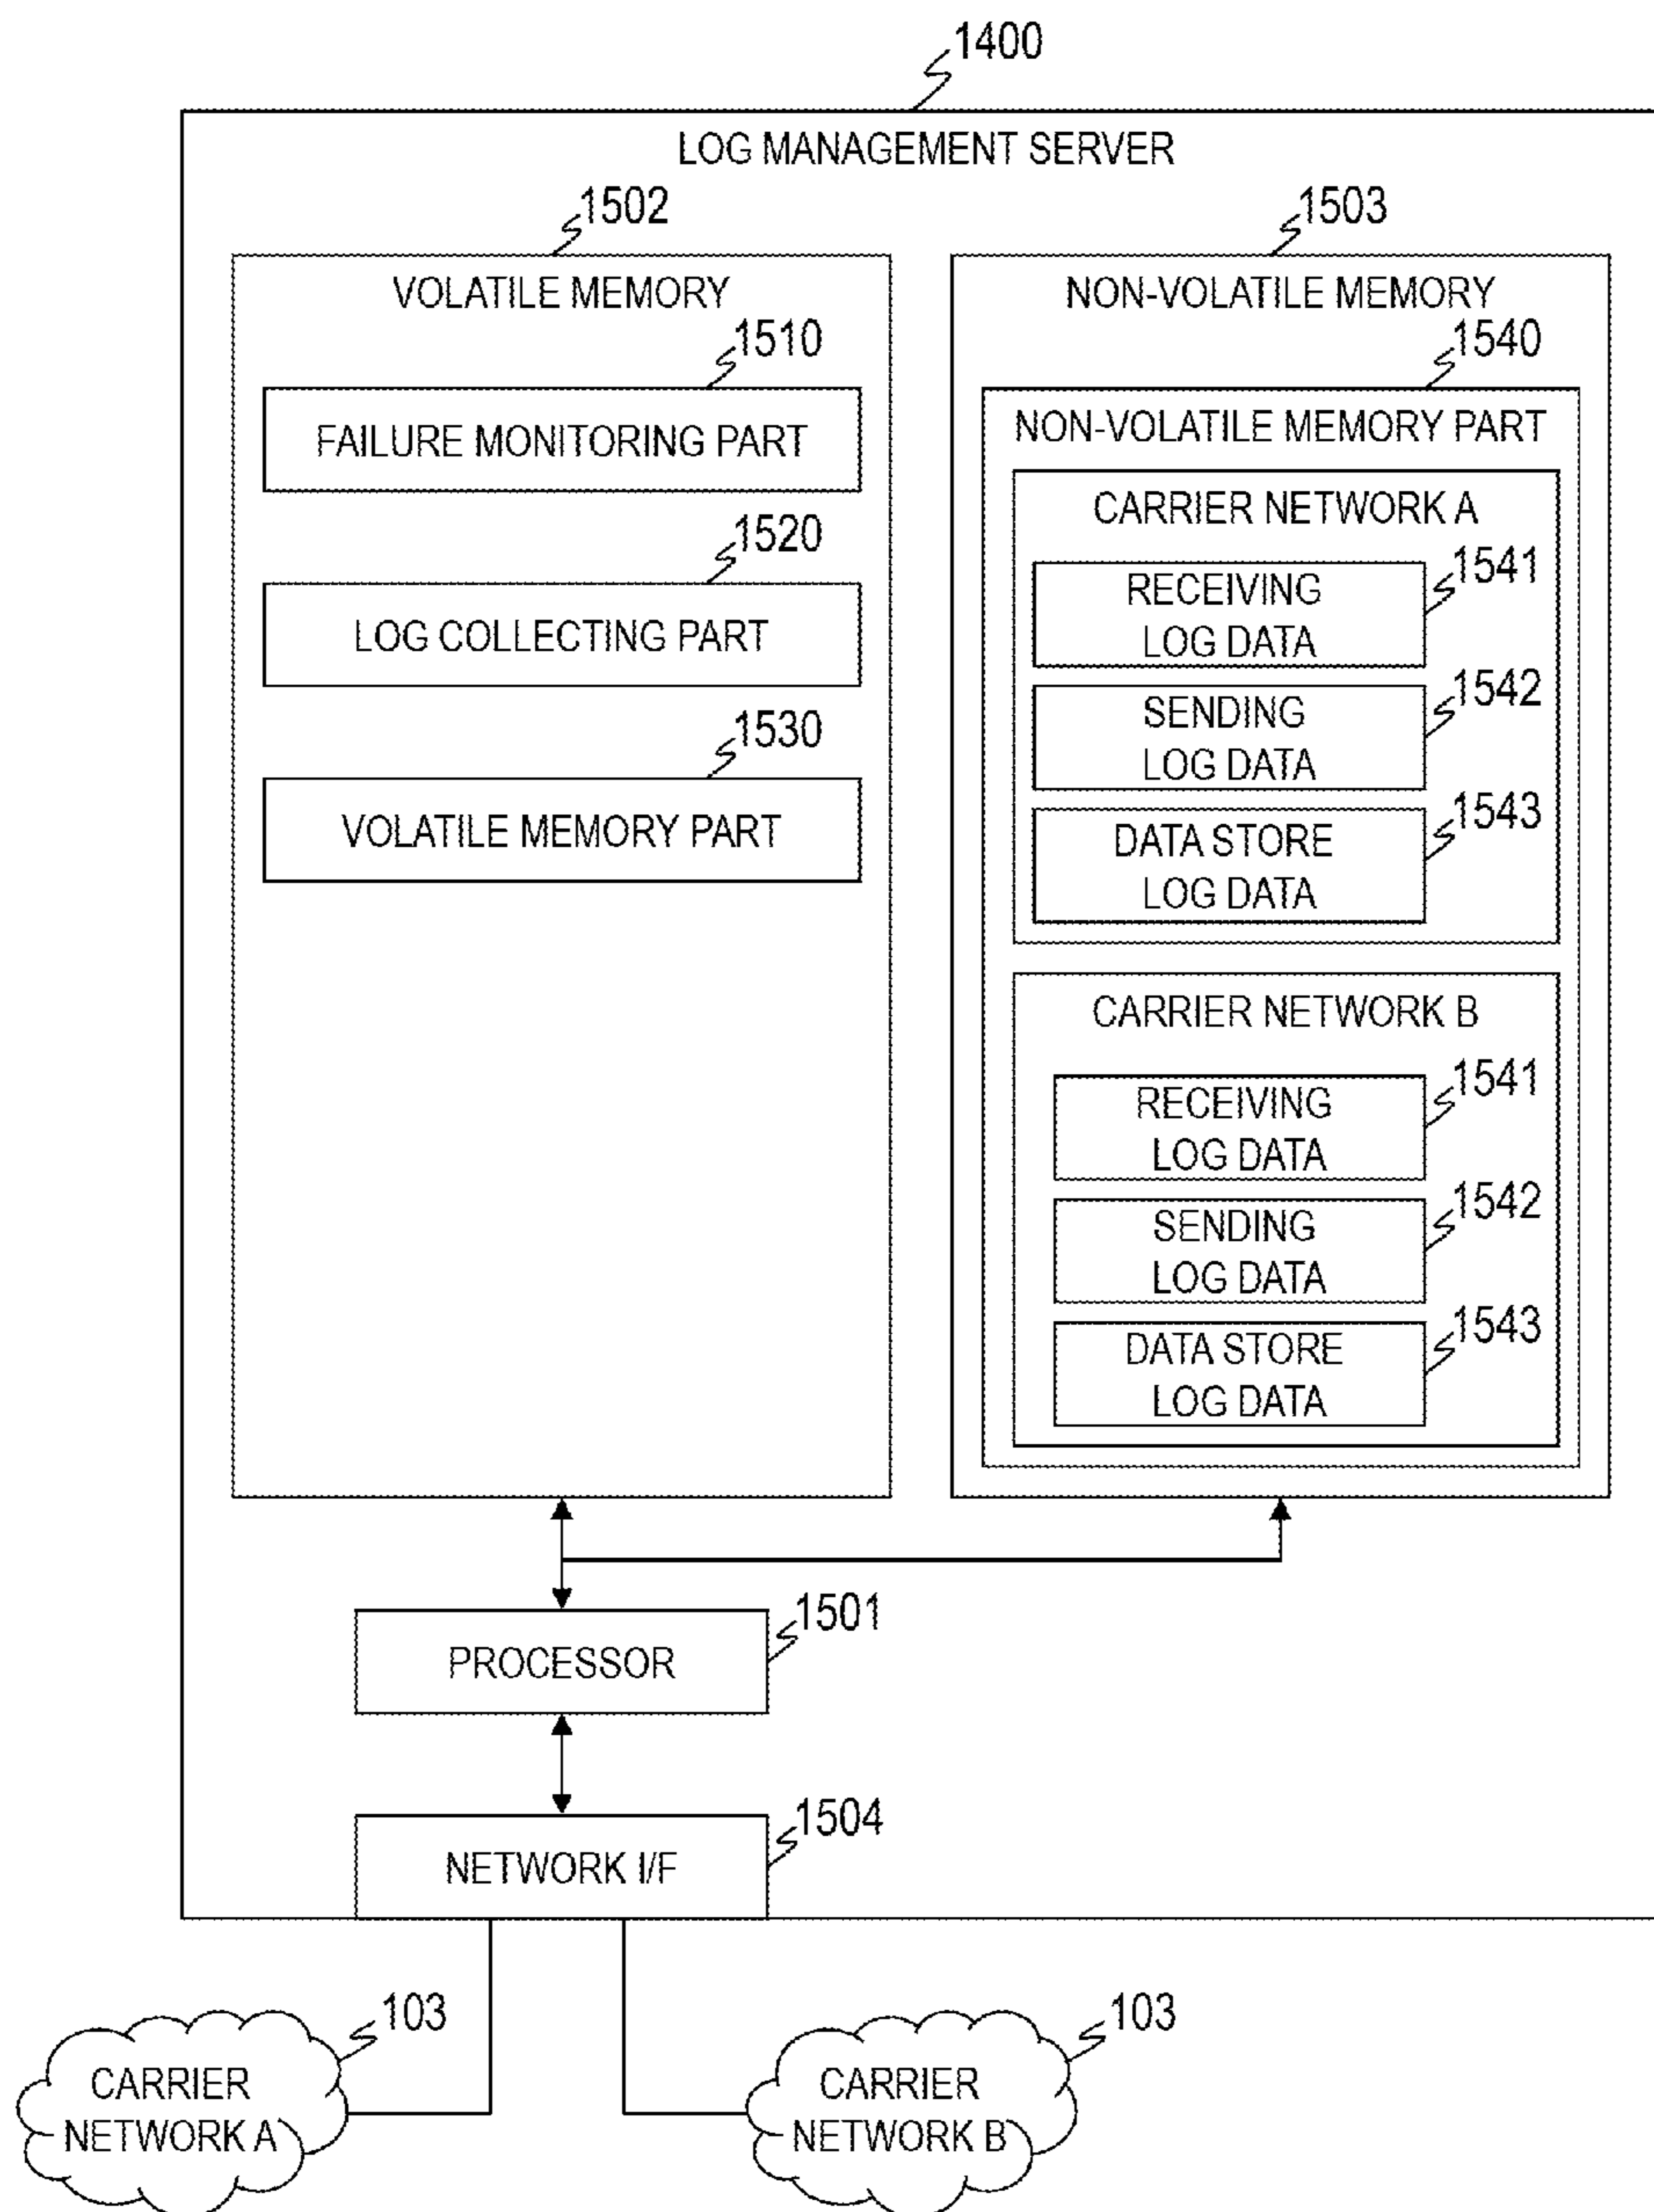 1400
LOG MANAGEMENT SERVER
1502
VOLATILE MEMORY
1510
FAILURE MONITORING PART
1520
LOG COLLECTING PART
1530
VOLATILE MEMORY PART
1503
NON-VOLATILE MEMORY
1540
NON-VOLATILE MEMORY PART
CARRIER NETWORK A
1541
RECEIVING
LOG DATA
1542
SENDING
LOG DATA
1543
DATA STORE
LOG DATA
CARRIER NETWORK B
1541
RECEIVING
LOG DATA
1542
SENDING
LOG DATA
1543
DATA STORE
LOG DATA
1501
PROCESSOR
1504
NETWORK I/F
103
CARRIER
NETWORK A
103
CARRIER
NETWORK B